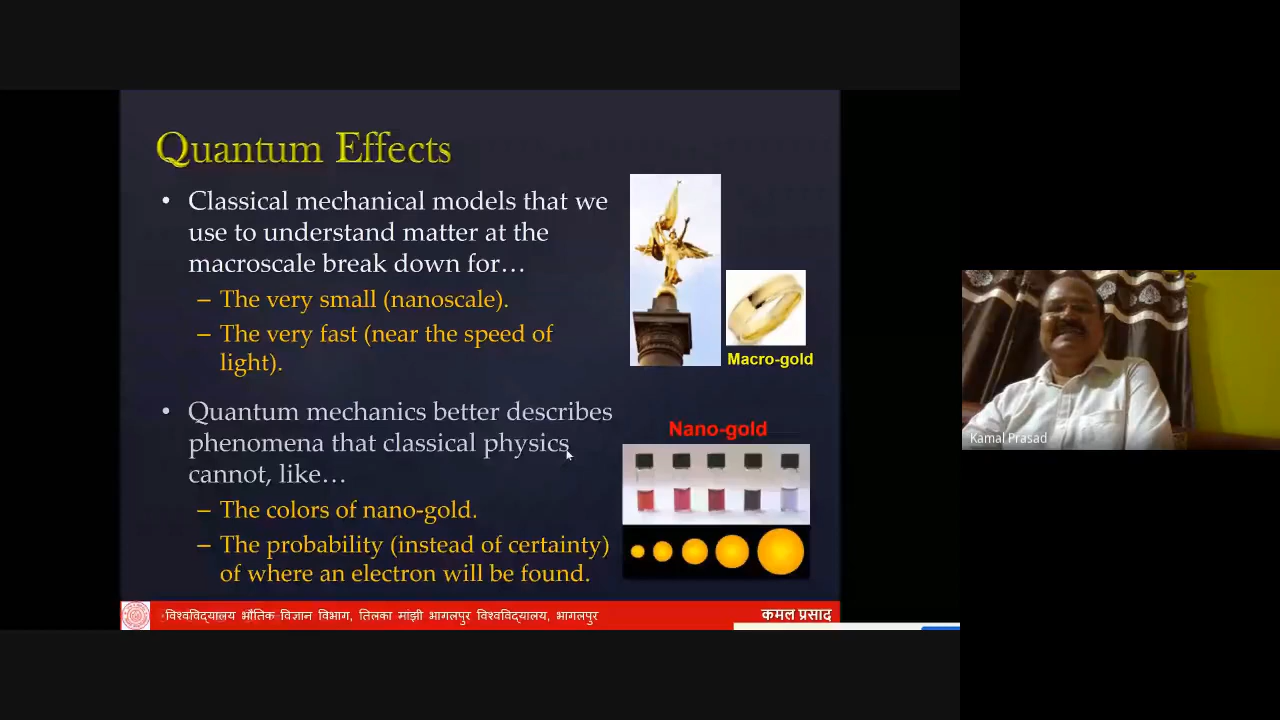 Quantum Effects
• Classical mechanical models that we
use to understand matter at the
macroscale break down for…
– The very small (nanoscale).
– The very fast (near the speed of
light).
• Quantum mechanics better describes
phenomena that classical physics
cannot, like…
– The colors of nano-gold.
– The probability (instead of certainty)
of where an electron will be found.
Macro-gold
Nano-gold
विश्वविद्यालय भौतिक विज्ञान विभाग, तिलका मांझी भागलपुर विश्वविद्यालय, भागलपुर
कमल प्रसाद
Kamal Prasad